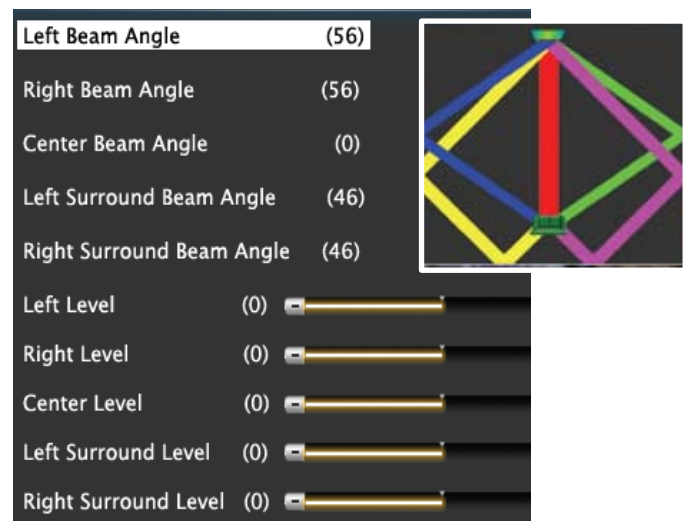 Left Beam Angle (56)
Right Beam Angle (56)
Center Beam Angle (0)
Left Surround Beam Angle (46)
Right Surround Beam Angle (46)
Left Level (0) -
Right Level (0) -
Center Level (0) -
Left Surround Level (0) -
Right Surround Level (0) -